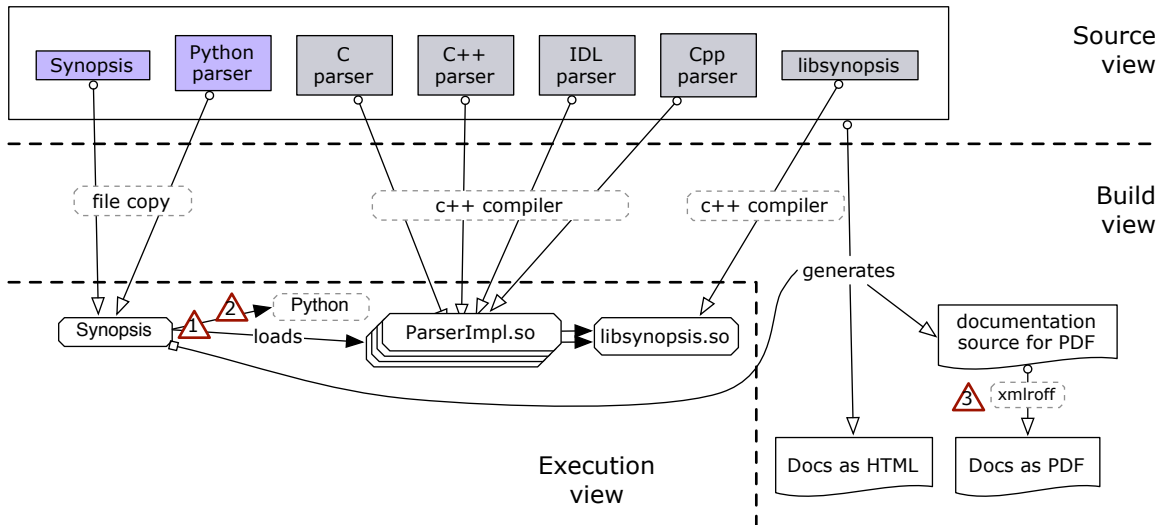 Synopsis
Python
parser
C
parser
C++
parser
IDL
parser
Cpp
parser
libsynopsis
Source
view
file copy
c++ compiler
c++ compiler
Build
view
generates
Synopsis
1
2
Python
loads
ParserImpl.so
libsynopsis.so
documentation
source for PDF
3
xmlroff
Execution
view
Docs as HTML
Docs as PDF